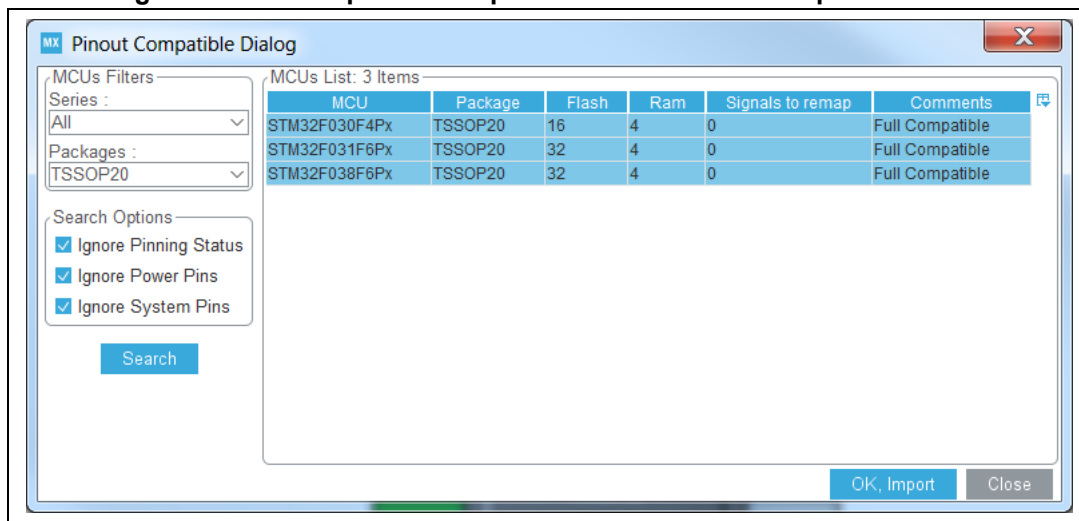 MX Pinout Compatible Dialog X
MCUs Filters
Series :
All
Packages :
TSSOP20
Search Options
Ignore Pinning Status
Ignore Power Pins
Ignore System Pins
Search
MCUs List: 3 Items
MCU Package Flash Ram Signals to remap Comments
STM32F030F4Px TSSOP20 16 4 0 Full Compatible
STM32F031F6Px TSSOP20 32 4 0 Full Compatible
STM32F038F6Px TSSOP20 32 4 0 Full Compatible
OK, Import Close